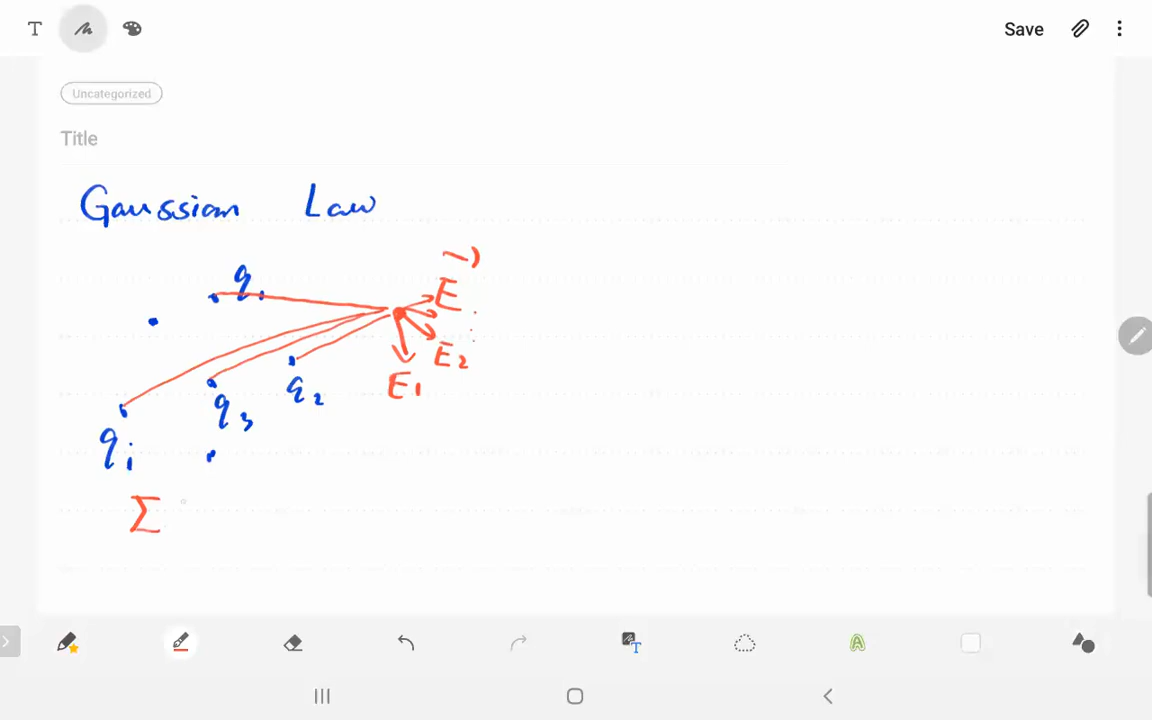 Save
Uncategorized
Title
Gaussian Law
q1
E
E2
q2
E1
q3
qi
Σ